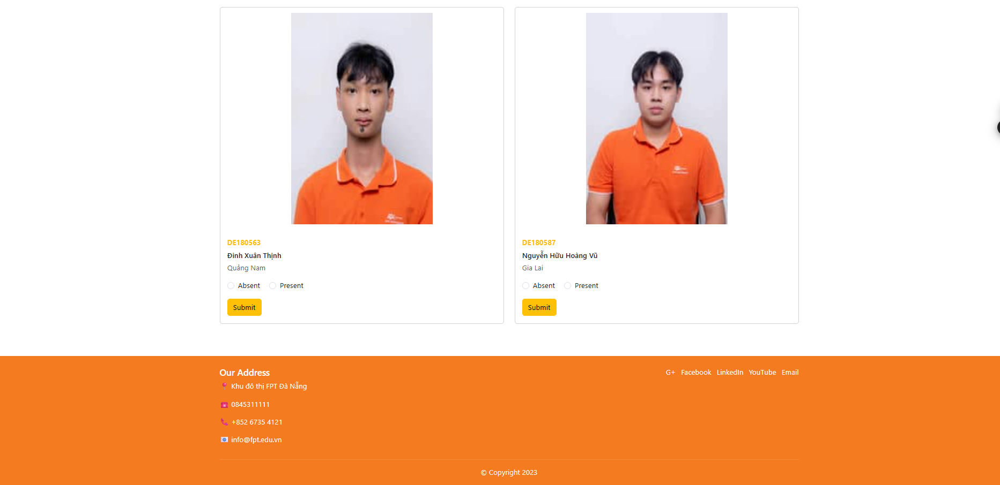 DE180563
Đinh Xuân Thịnh
Quảng Nam
Absent Present
Submit
DE180587
Nguyễn Hữu Hoàng Vũ
Gia Lai
Absent Present
Submit
Our Address
Khu đô thị FPT Đà Nẵng
0845311111
+852 6735 4121
info@fpt.edu.vn
G+ Facebook LinkedIn YouTube Email
© Copyright 2023